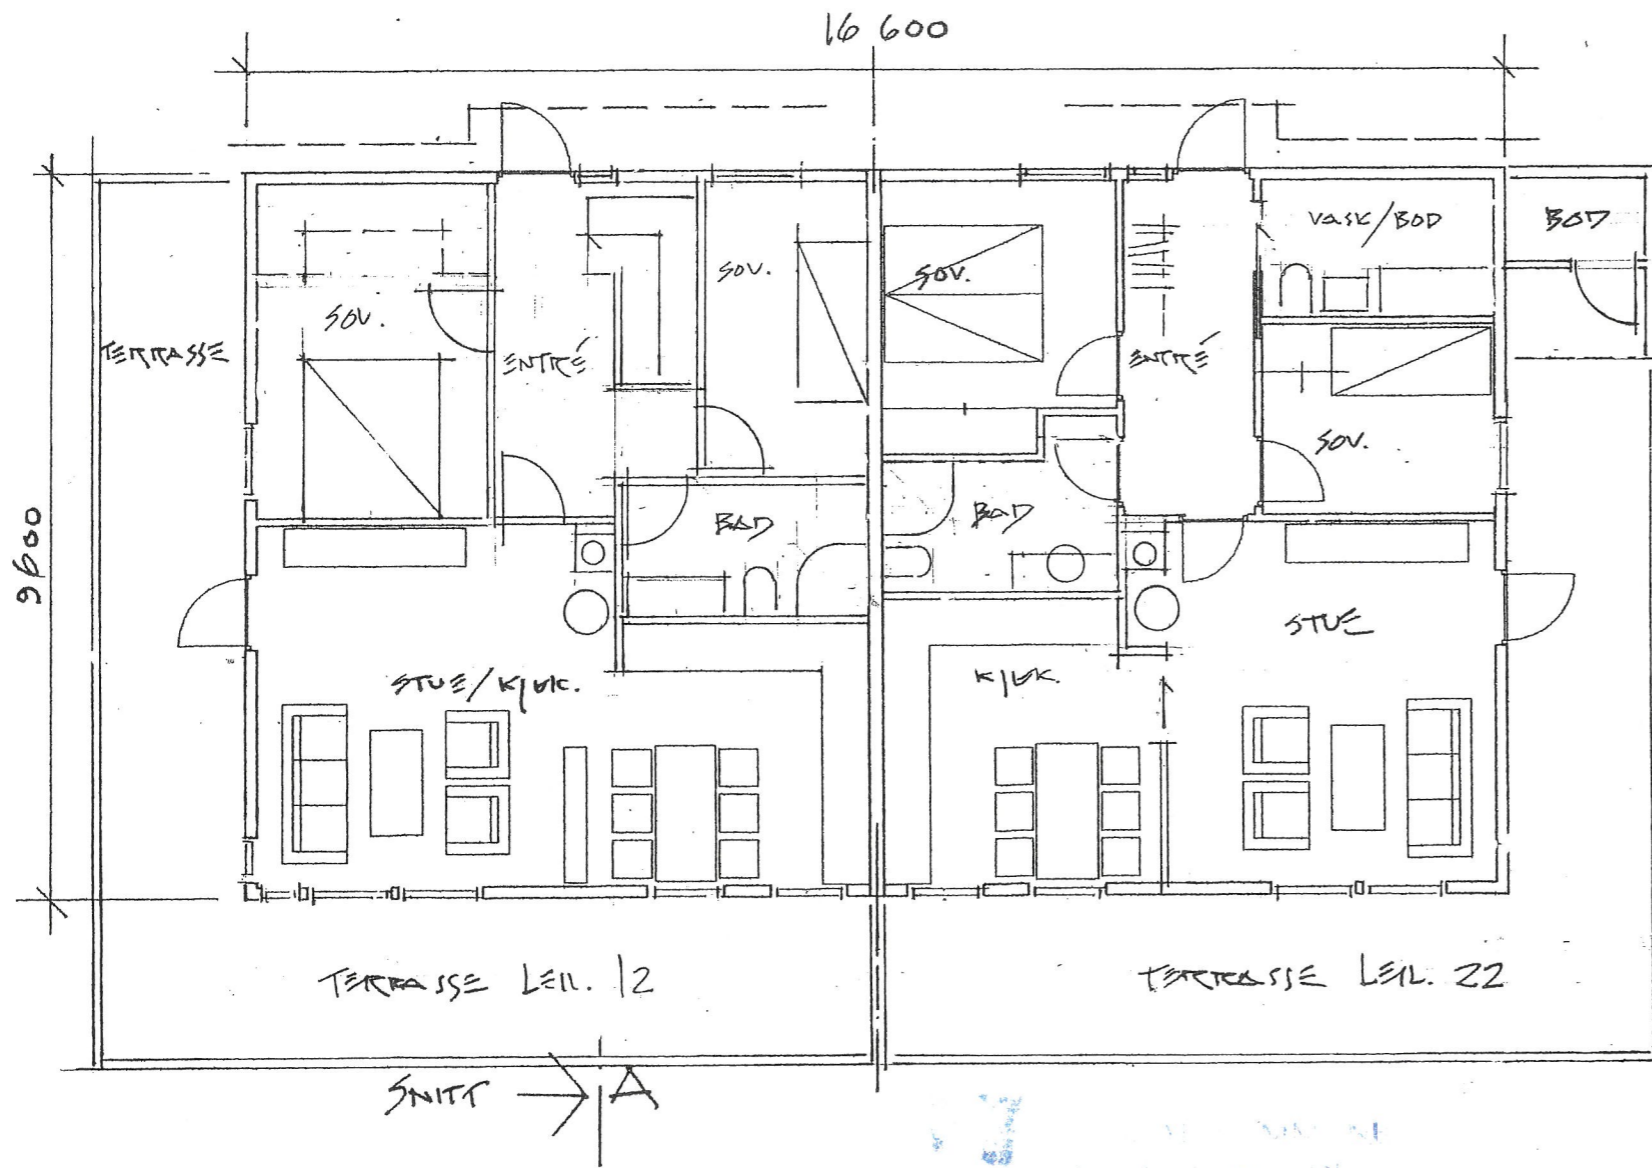 16 600
VASK/BOD
BOD
SOV.
SOV.
SOV.
TERRASSE
ENTRÉ
ENTRÉ
SOV.
BAD
BAD
9600
STUE
STUE/KJØK.
KJØK.
TERRASSE LEIL. 12
TERRASSE LEIL. 22
SNITT
A